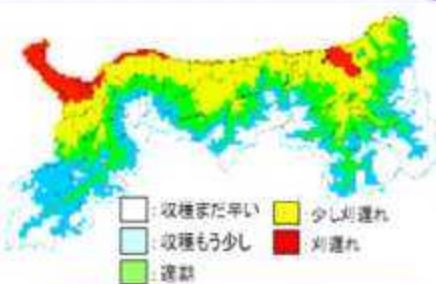 : 収穫まだ早い
: 収穫もう少し
: 適期
: 少し刈遅れ
: 刈遅れ